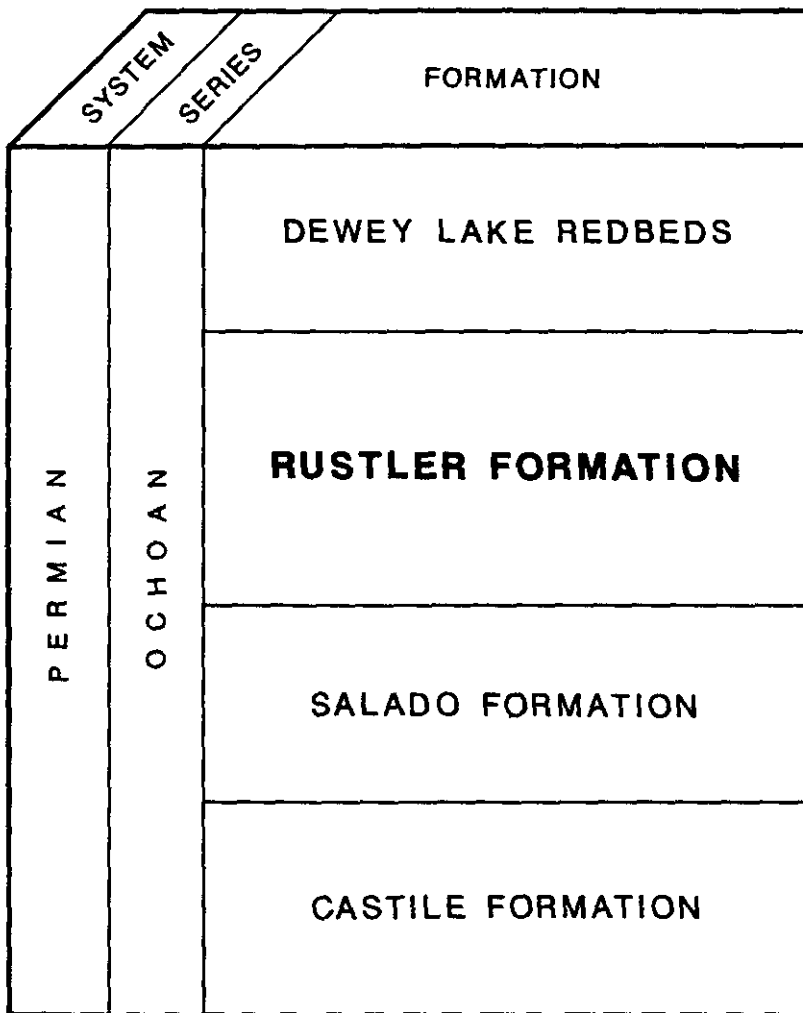 SYSTEM
SERIES
FORMATION
PERMIAN
OCHOAN
DEWEY LAKE REDBEDS
RUSTLER FORMATION
SALADO FORMATION
CASTILE FORMATION